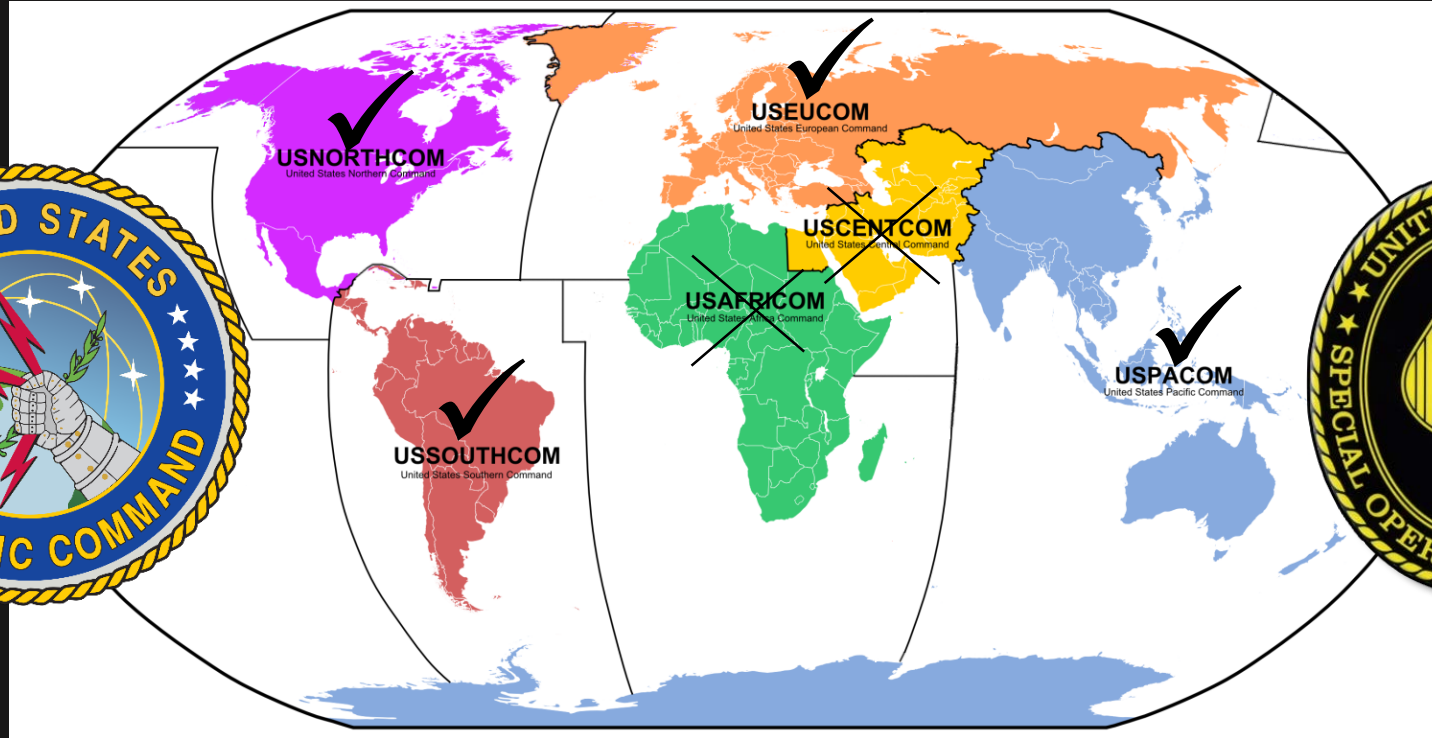 USEUCOM
United States European Command
USNORTHCOM
United States Northern Command
USCENTCOM
United States Central Command
USAFRICOM
United States Africa Command
USPACOM
United States Pacific Command
USSOUTHCOM
United States Southern Command
D STATES
IC COMMAND
UNIT
SPECIAL OPER